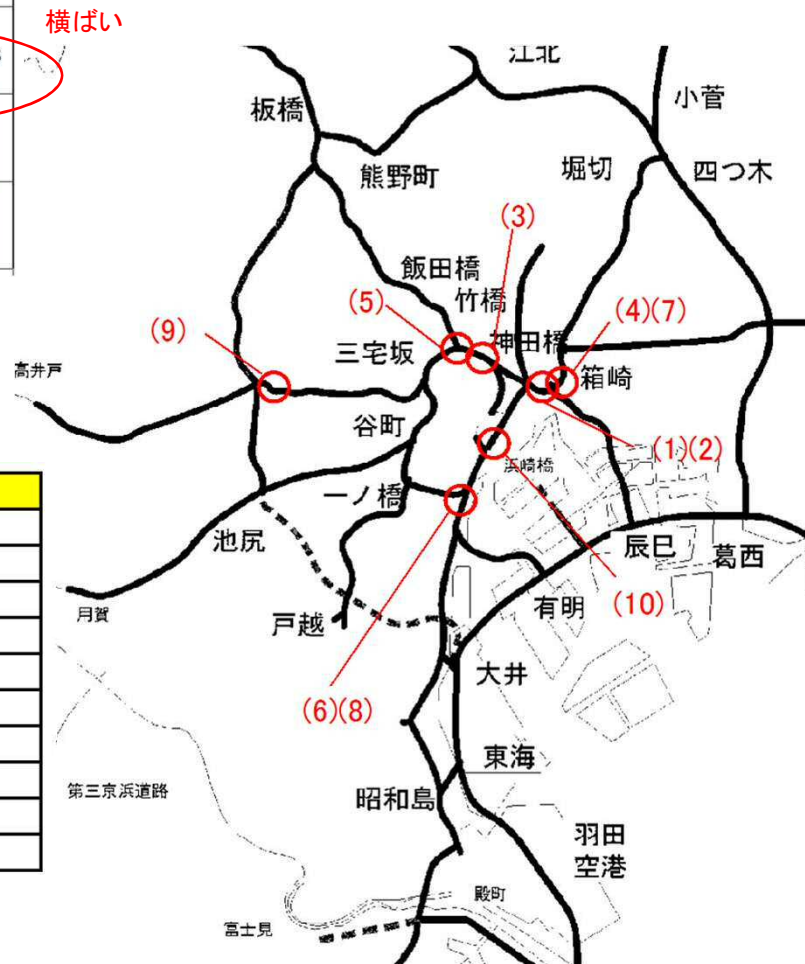 横ばい
江北
小菅
板橋
熊野町
堀切
四つ木
(3)
飯田橋
竹橋
(5)
神田橋
(4)(7)
(9)
三宅坂
箱崎
高井戸
谷町
(1)(2)
浜崎橋
一ノ橋
池尻
辰巳
葛西
有明
(10)
用賀
戸越
大井
(6)(8)
東海
第三京浜道路
昭和島
羽田
空港
殿町
富士見